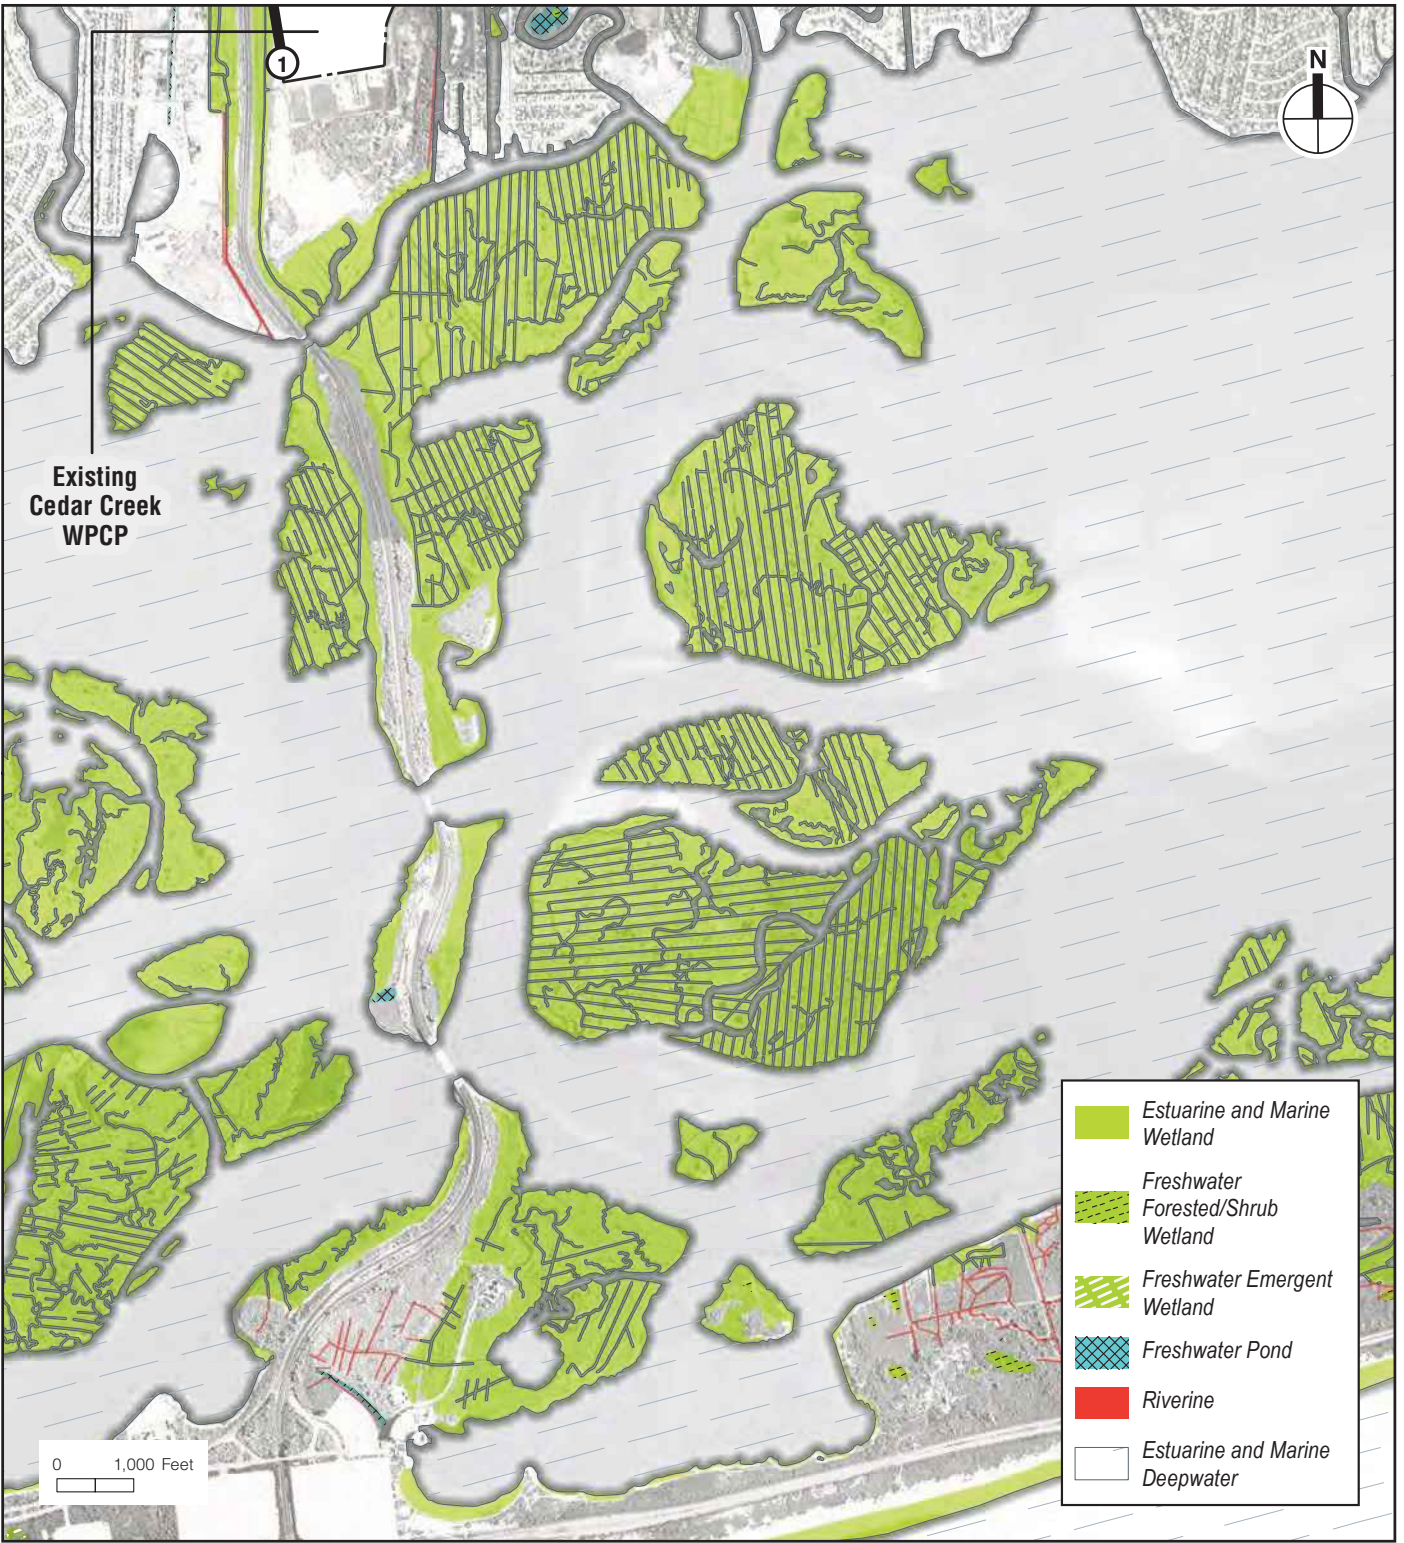 1
N
Existing
Cedar Creek
WPCP
Estuarine and Marine
Wetland
Freshwater
Forested/Shrub
Wetland
Freshwater Emergent
Wetland
Freshwater Pond
Riverine
Estuarine and Marine
Deepwater
0 1,000 Feet